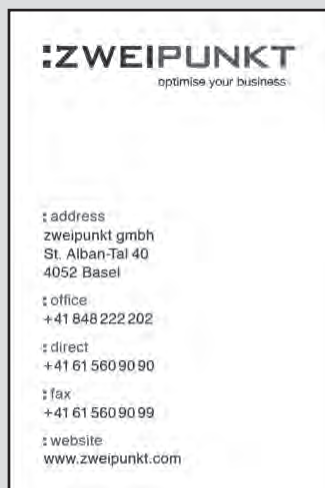 :ZWEIPUNKT
optimise your business
: address
zweipunkt gmbh
St. Alban-Tal 40
4052 Basel
: office
+41 848 222 202
: direct
+41 61 560 90 90
: fax
+41 61 560 90 99
: website
www.zweipunkt.com